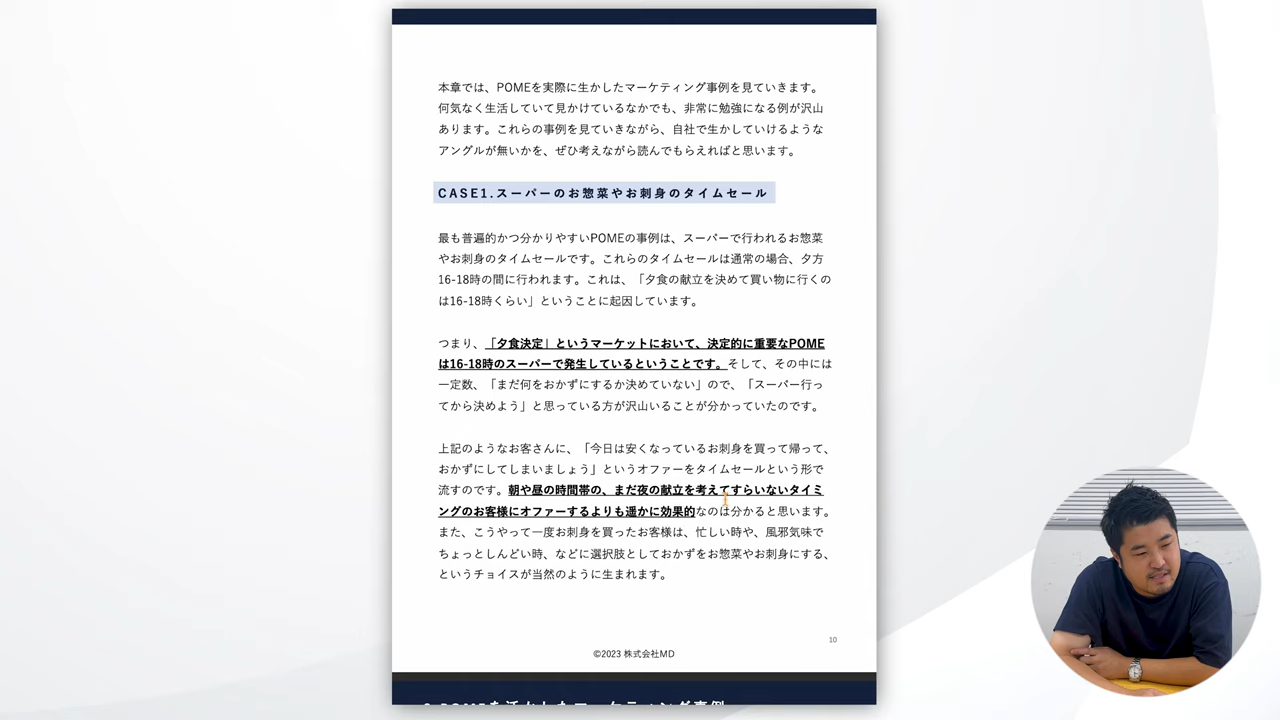 本章では、POMEを実際に生かしたマーケティング事例を見ていきます。
何気なく生活していて見かけているなかでも、非常に勉強になる例が沢山
あります。これらの事例を見ていきながら、自社で生かしていけるような
アングルが無いかを、ぜひ考えながら読んでもらえればと思います。
CASE1.スーパーのお惣菜やお刺身のタイムセール
最も普遍的かつ分かりやすいPOMEの事例は、スーパーで行われるお惣菜
やお刺身のタイムセールです。これらのタイムセールは通常の場合、夕方
16-18時の間に行われます。これは、「夕食の献立を決めて買い物に行くの
は16-18時くらい」ということに起因しています。
つまり、「夕食決定」というマーケットにおいて、決定的に重要なPOME
は16-18時のスーパーで発生しているということです。そして、その中には
一定数、「まだ何をおかずにするか決めていない」ので、「スーパー行っ
てから決めよう」と思っている方が沢山いることが分かっていたのです。
上記のようなお客さんに、「今日は安くなっているお刺身を買って帰って、
おかずにしてしまいましょう」というオファーをタイムセールという形で
流すのです。朝や昼の時間帯の、まだ夜の献立を考えてすらいないタイミ
ングのお客様にオファーするよりも遥かに効果的なのは分かると思います。
また、こうやって一度お刺身を買ったお客様は、忙しい時や、風邪気味で
ちょっとしんどい時、などに選択肢としておかずをお惣菜やお刺身にする、
というチョイスが当然のように生まれます。
10
©2023 株式会社MD